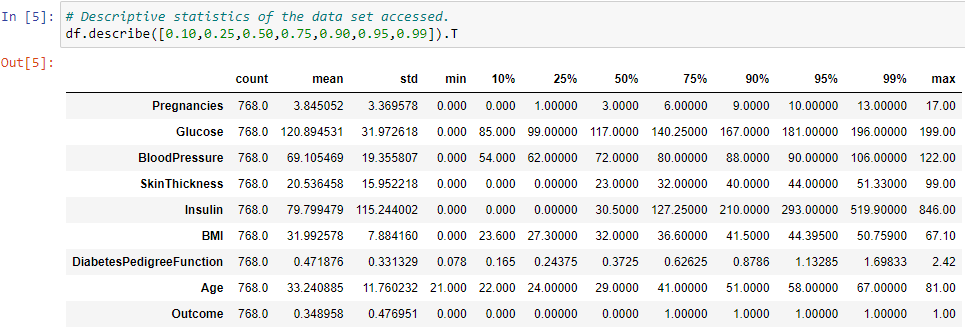 In [5]: # Descriptive statistics of the data set accessed.
df.describe([0.10,0.25,0.50,0.75,0.90,0.95,0.99]).T
Out[5]:
count mean std min 10% 25% 50% 75% 90% 95% 99% max
Pregnancies 768.0 3.845052 3.369578 0.000 0.000 1.00000 3.0000 6.00000 9.0000 10.00000 13.00000 17.00
Glucose 768.0 120.894531 31.972618 0.000 85.000 99.00000 117.0000 140.25000 167.0000 181.00000 196.00000 199.00
BloodPressure 768.0 69.105469 19.355807 0.000 54.000 62.00000 72.0000 80.00000 88.0000 90.00000 106.00000 122.00
SkinThickness 768.0 20.536458 15.952218 0.000 0.000 0.00000 23.0000 32.00000 40.0000 44.00000 51.33000 99.00
Insulin 768.0 79.799479 115.244002 0.000 0.000 0.00000 30.5000 127.25000 210.0000 293.00000 519.90000 846.00
BMI 768.0 31.992578 7.884160 0.000 23.600 27.30000 32.0000 36.60000 41.5000 44.39500 50.75900 67.10
DiabetesPedigreeFunction 768.0 0.471876 0.331329 0.078 0.165 0.24375 0.3725 0.62625 0.8786 1.13285 1.69833 2.42
Age 768.0 33.240885 11.760232 21.000 22.000 24.00000 29.0000 41.00000 51.0000 58.00000 67.00000 81.00
Outcome 768.0 0.348958 0.476951 0.000 0.000 0.00000 0.0000 1.00000 1.0000 1.00000 1.00000 1.00